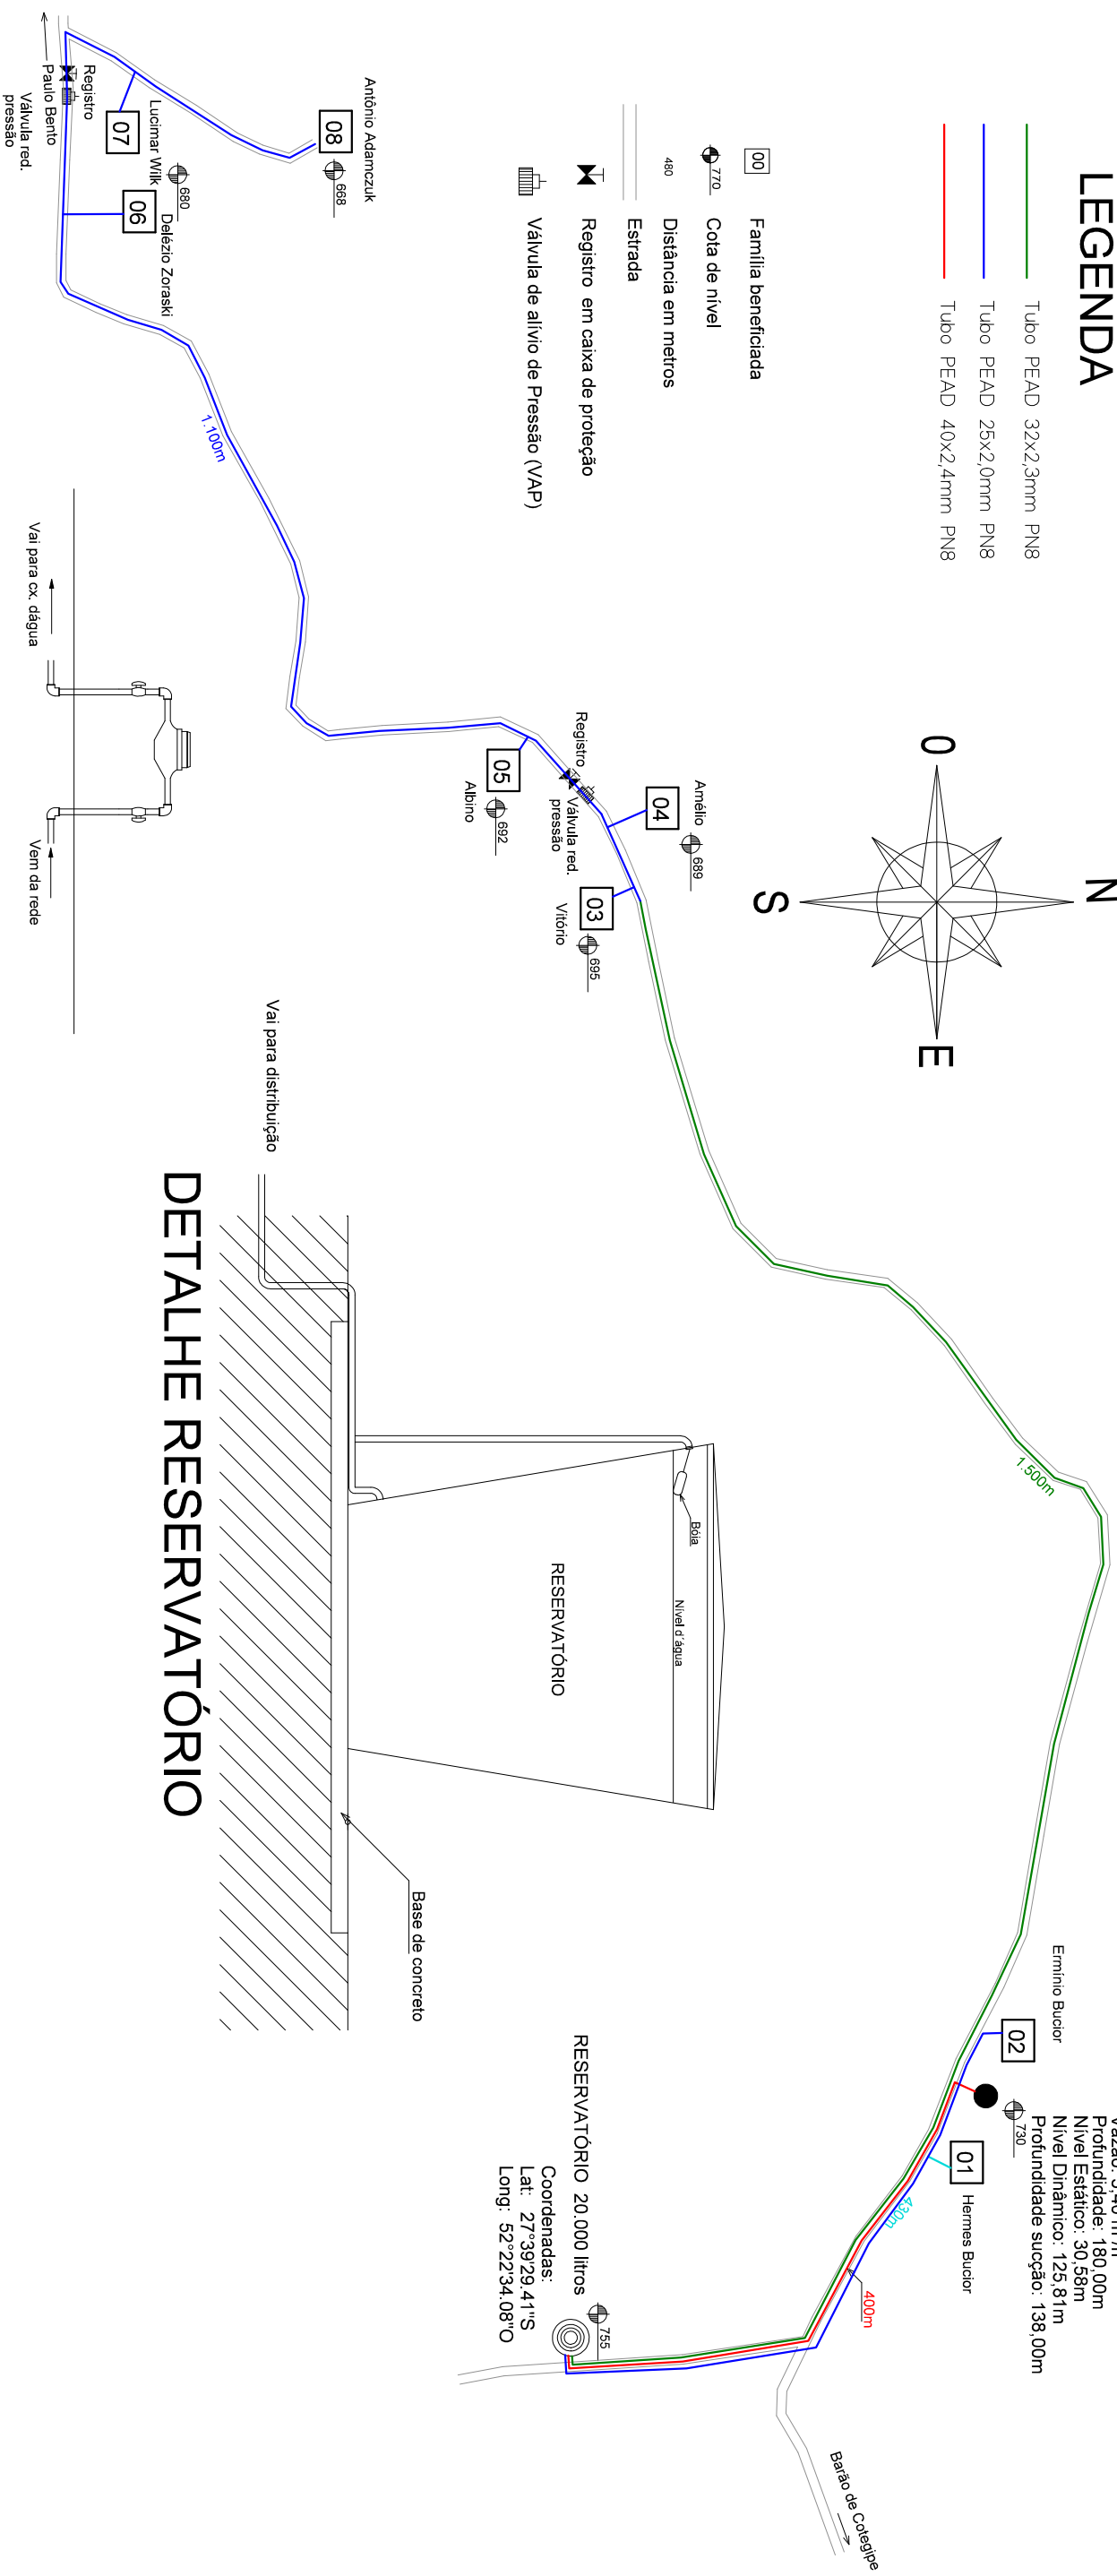 LEGENDA
Tubo PEAD 32x2,3mm PN8
Tubo PEAD 25x2,0mm PN8
Tubo PEAD 40x2,4mm PN8
00
Família beneficiada
770
Cota de nível
480
Distância em metros
Estrada
Registro em caixa de proteção
Válvula de alívio de Pressão (VAP)
Antônio Adamczuk
08
668
07
Lucimar Wilk
680
06
Delézio Zoraski
Registro
Paulo Bento
Válvula red.
pressão
1.100m
N
O
E
S
Amélio
689
04
Registro
Válvula red.
pressão
05
692
Albino
03
695
Vitório
Vai para cx. dágua
Vem da rede
1.500m
Vai para distribuição
Bóia
Nível d´água
RESERVATÓRIO
Base de concreto
DETALHE RESERVATÓRIO
Ermínio Bucior
02
730
Profundidade: 180,00m
Nível Estático: 30,58m
Nível Dinâmico: 125,81m
Profundidade sucção: 138,00m
01
Hermes Bucior
430m
400m
RESERVATÓRIO 20.000 litros
755
Coordenadas:
Lat: 27°39'29.41"S
Long: 52°22'34.08"O
Barão de Cotegipe